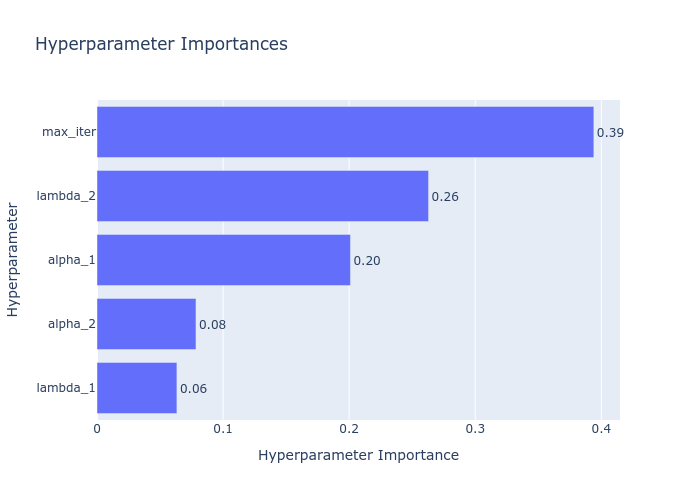 Hyperparameter Importances
Hyperparameter
max_iter 0.39
lambda_2 0.26
alpha_1 0.20
alpha_2 0.08
lambda_1 0.06
0 0.1 0.2 0.3 0.4
Hyperparameter Importance